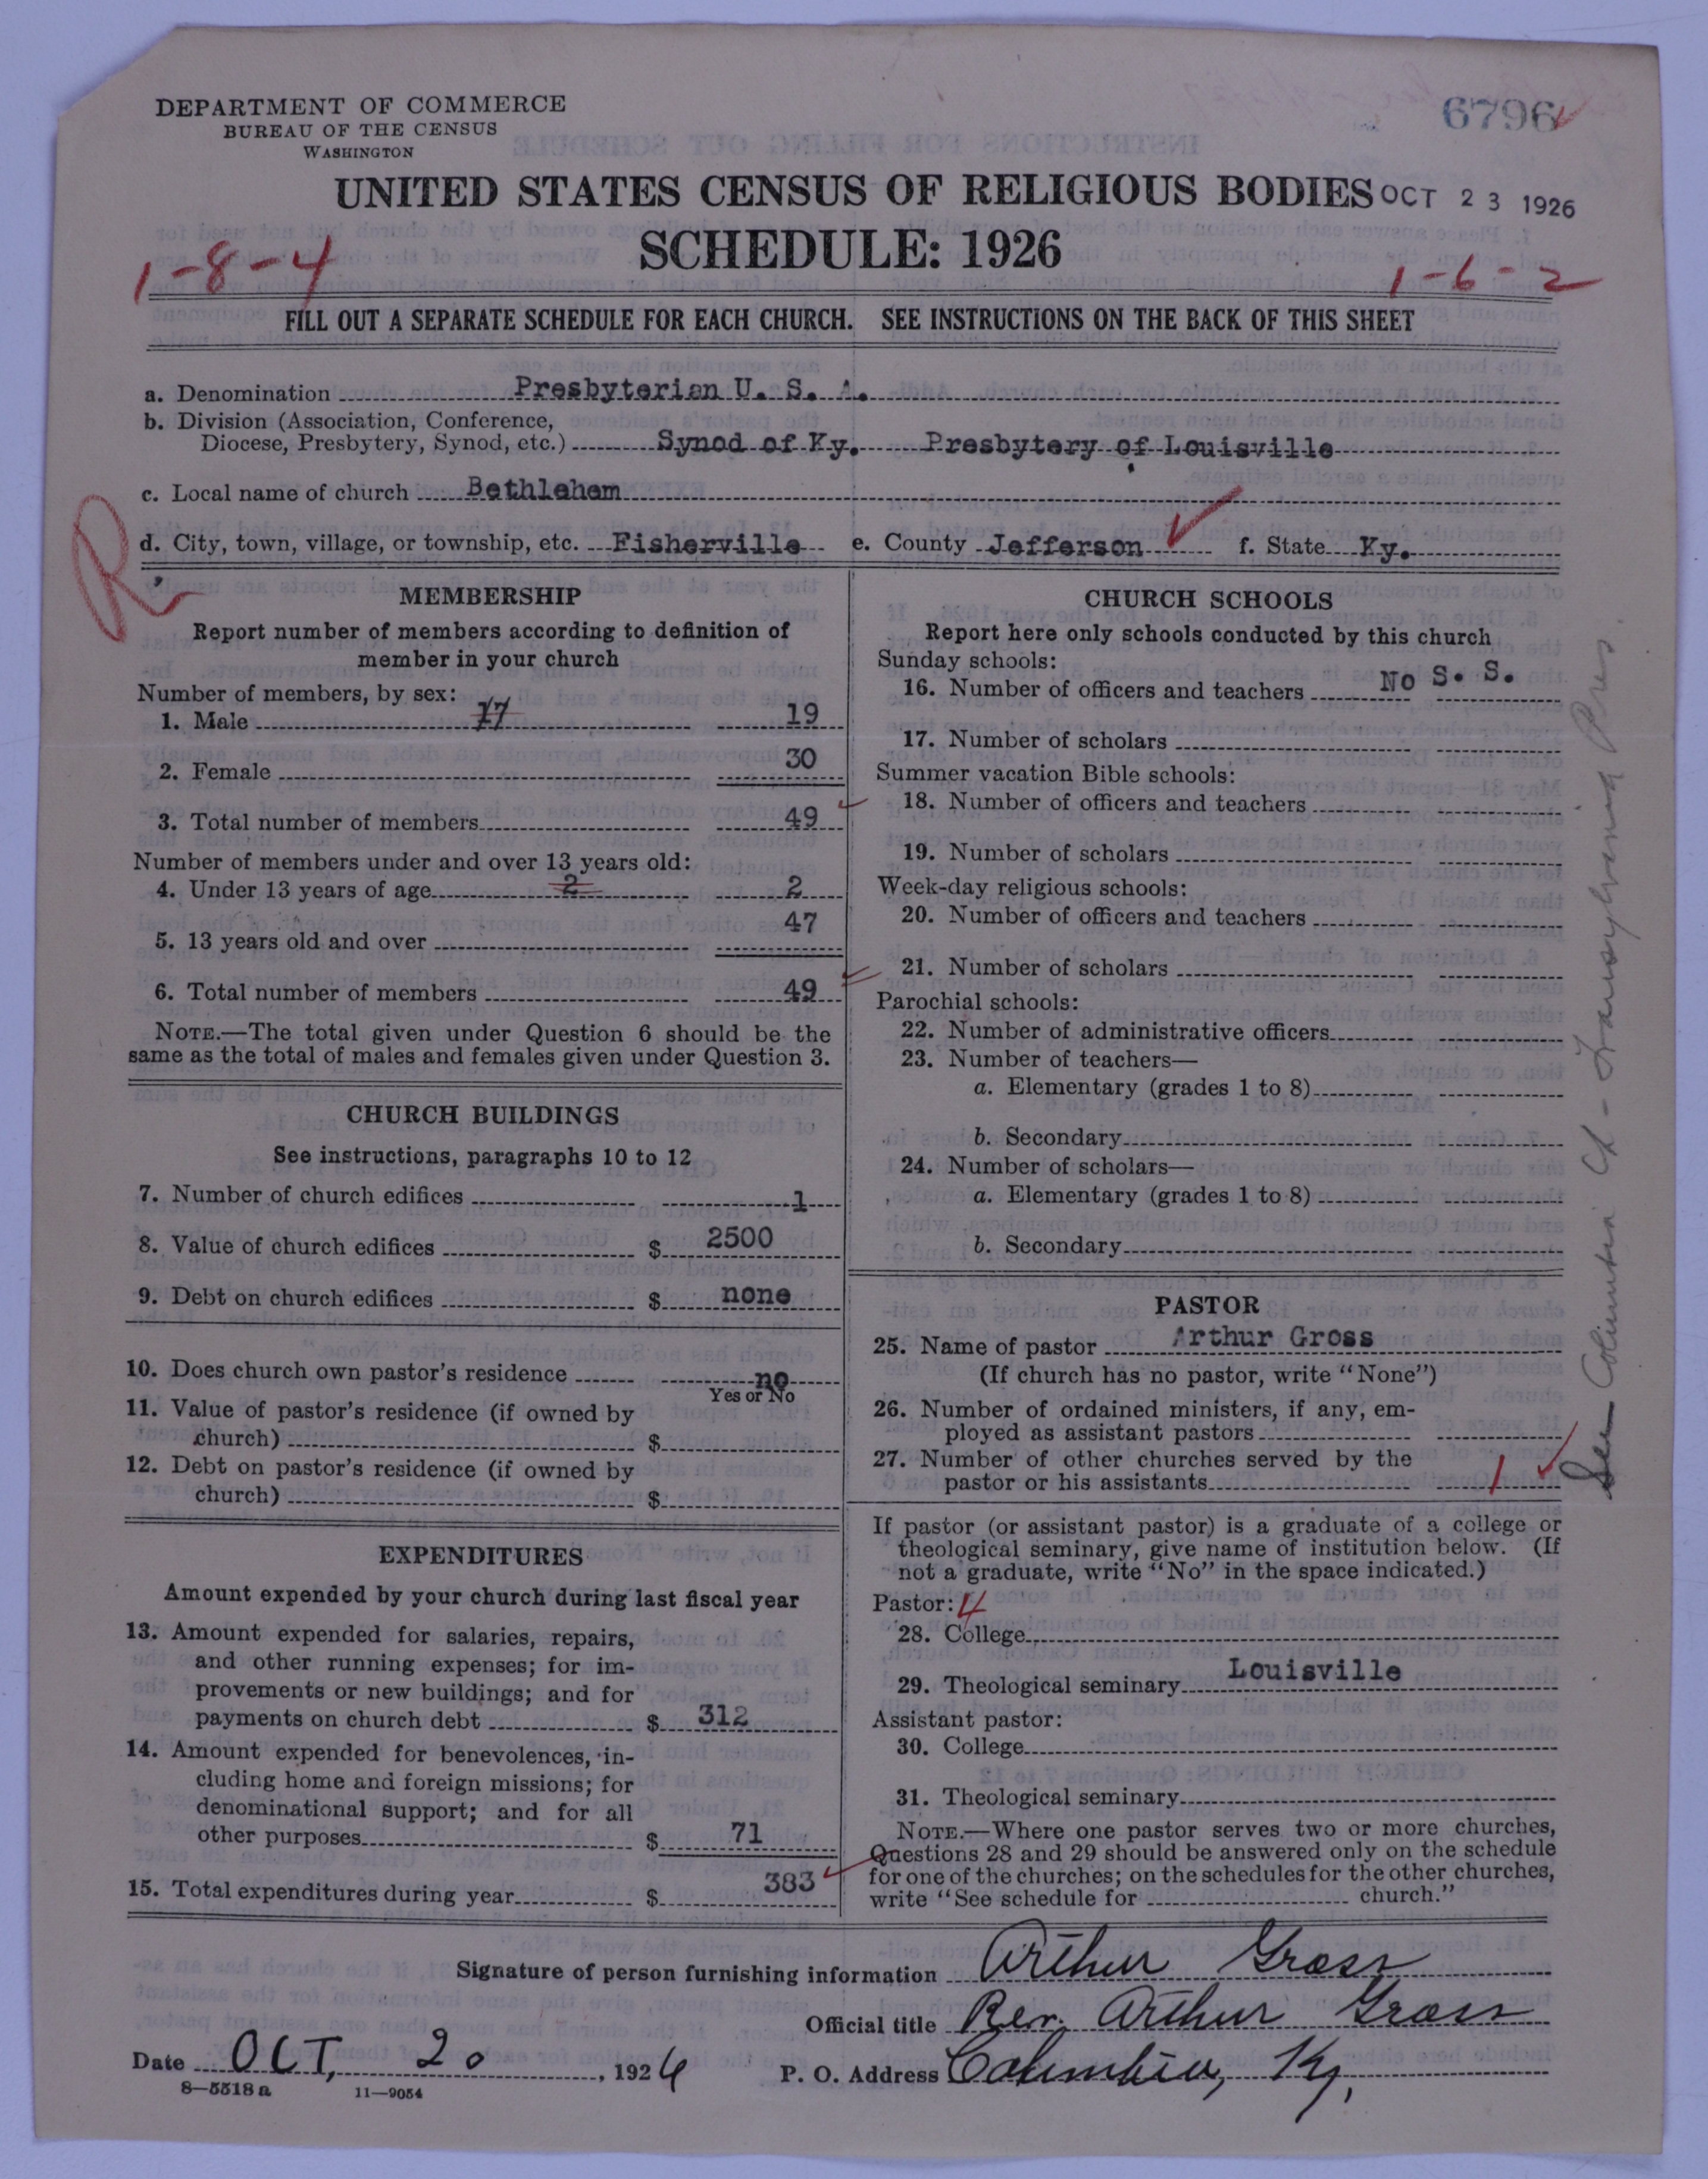 DEPARTMENT OF COMMERCE
BUREAU OF THE CENSUS
WASHINGTON
6796
UNITED STATES CENSUS OF RELIGIOUS BODIES OCT 23 1926
SCHEDULE: 1926
1-8-4
1-6-2
FILL OUT A SEPARATE SCHEDULE FOR EACH CHURCH. SEE INSTRUCTIONS ON THE BACK OF THIS SHEET
a. Denomination Presbyterian U. S. A.
b. Division (Association, Conference,
Diocese, Presbytery, Synod, etc.) Synod of Ky. Presbytery of Louisville
c. Local name of church Bethlehem
R
d. City, town, village, or township, etc. Fisherville e. County Jefferson f. State Ky.
MEMBERSHIP
Report number of members according to definition of
member in your church
Number of members, by sex:
1. Male 17 19
2. Female 30
3. Total number of members 49
Number of members under and over 13 years old:
4. Under 13 years of age 2 2
5. 13 years old and over 47
6. Total number of members 49
NOTE.—The total given under Question 6 should be the
same as the total of males and females given under Question 3.
CHURCH BUILDINGS
See instructions, paragraphs 10 to 12
7. Number of church edifices 1
8. Value of church edifices $ 2500
9. Debt on church edifices $ none
10. Does church own pastor's residence no
Yes or No
11. Value of pastor's residence (if owned by
church) $
12. Debt on pastor's residence (if owned by
church) $
EXPENDITURES
Amount expended by your church during last fiscal year
13. Amount expended for salaries, repairs,
and other running expenses; for im-
provements or new buildings; and for
payments on church debt $ 312
14. Amount expended for benevolences, in-
cluding home and foreign missions; for
denominational support; and for all
other purposes $ 71
15. Total expenditures during year $ 383
CHURCH SCHOOLS
Report here only schools conducted by this church
Sunday schools:
16. Number of officers and teachers No S. S.
17. Number of scholars
Summer vacation Bible schools:
18. Number of officers and teachers
19. Number of scholars
Week-day religious schools:
20. Number of officers and teachers
21. Number of scholars
Parochial schools:
22. Number of administrative officers
23. Number of teachers—
a. Elementary (grades 1 to 8)
b. Secondary
24. Number of scholars—
a. Elementary (grades 1 to 8)
b. Secondary
PASTOR
25. Name of pastor Arthur Gross
(If church has no pastor, write "None")
26. Number of ordained ministers, if any, em-
ployed as assistant pastors
27. Number of other churches served by the
pastor or his assistants 1
If pastor (or assistant pastor) is a graduate of a college or
theological seminary, give name of institution below. (If
not a graduate, write "No" in the space indicated.)
Pastor: 4
28. College
29. Theological seminary Louisville
Assistant pastor:
30. College
31. Theological seminary
NOTE.—Where one pastor serves two or more churches,
Questions 28 and 29 should be answered only on the schedule
for one of the churches; on the schedules for the other churches,
write "See schedule for church."
See Columbia Ch - Transylvania Pres.
Signature of person furnishing information Arthur Gross
Official title Rev. Arthur Gross
Date OCT, 20, 1926 P. O. Address Columbia, Ky.
8—5518 a 11—9054